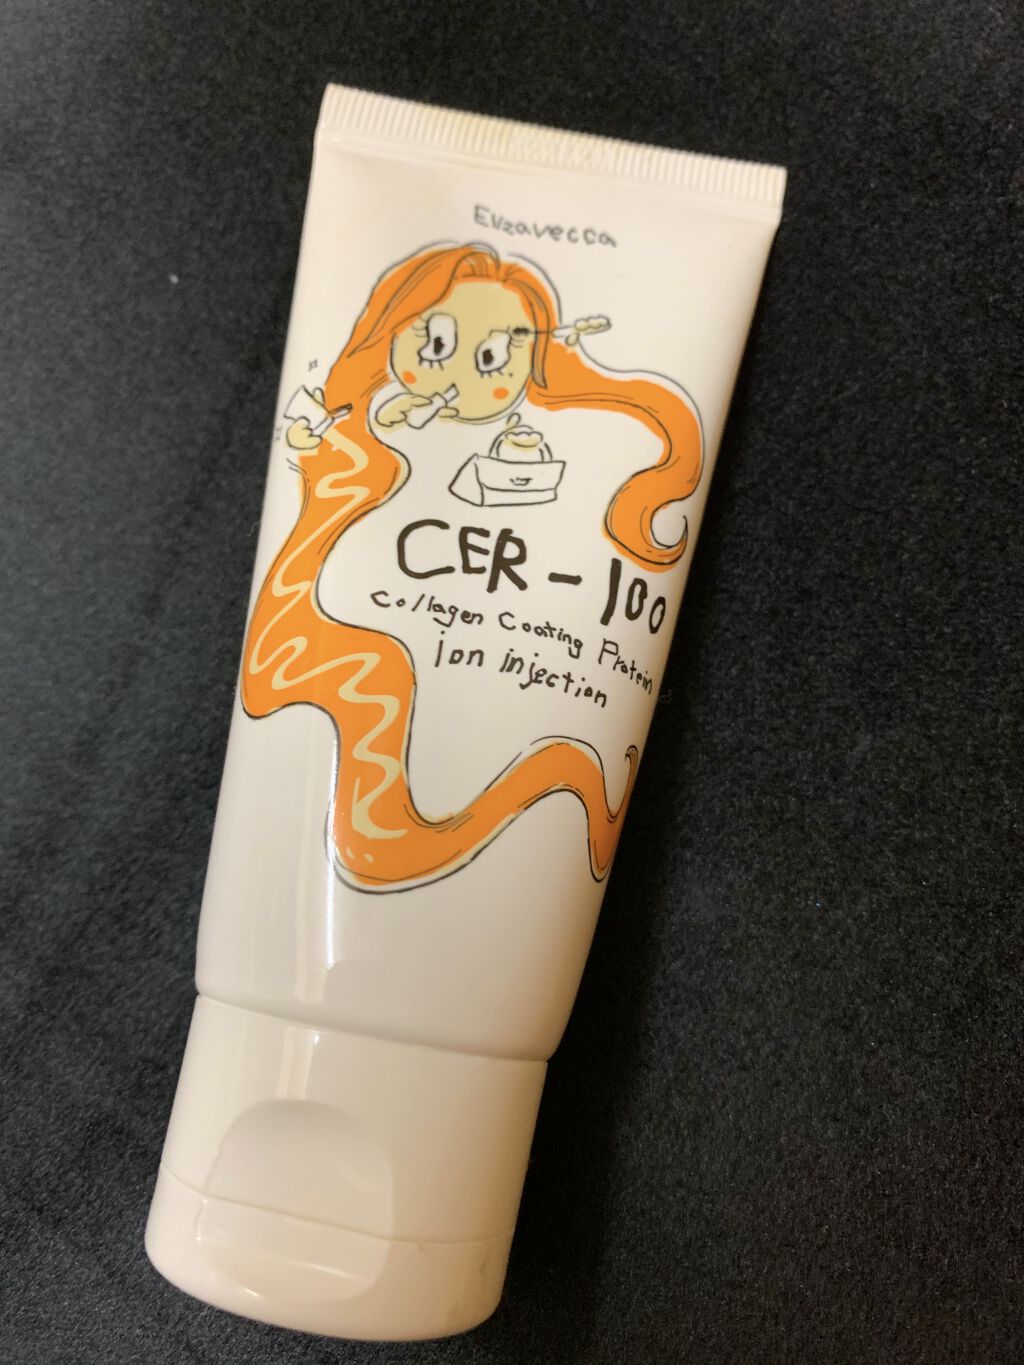 Elizavecca
CER-100
Collagen Coating Protein
ion injection